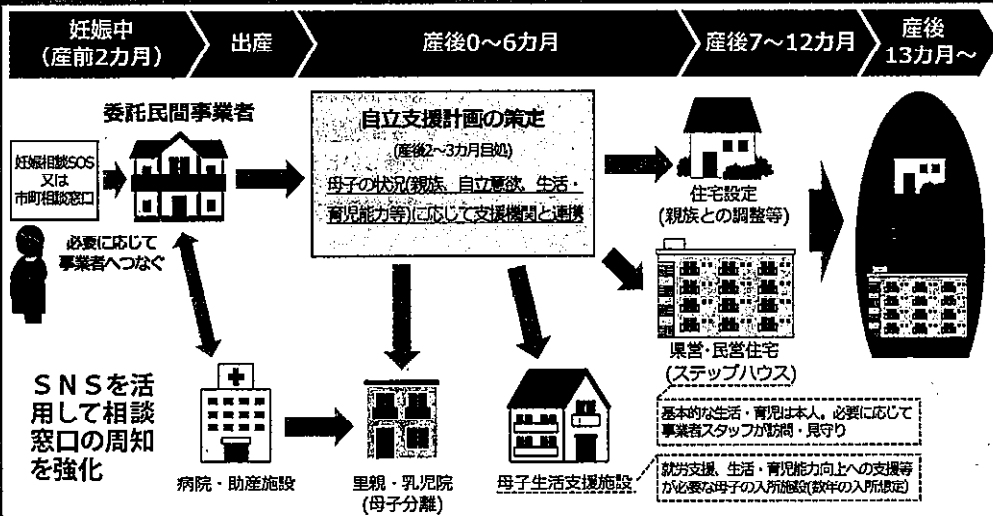 妊娠中
(産前2カ月)
出産
産後0～6カ月
産後7～12カ月
産後
13カ月～
委託民間事業者
妊娠相談SOS
又は
市町相談窓口
必要に応じて
事業者へつなぐ
自立支援計画の策定
(産後2～3カ月目処)
母子の状況(親族、自立意欲、生活・
育児能力等)に応じて支援機関と連携
住宅設定
(親族との調整等)
県営・民営住宅
(ステップハウス)
基本的な生活・育児は本人。必要に応じて
事業者スタッフが訪問・見守り
SNSを活
用して相談
窓口の周知
を強化
病院・助産施設
里親・乳児院
(母子分離)
母子生活支援施設
就労支援、生活・育児能力向上への支援等
が必要な母子の入所施設(数年の入所想定)